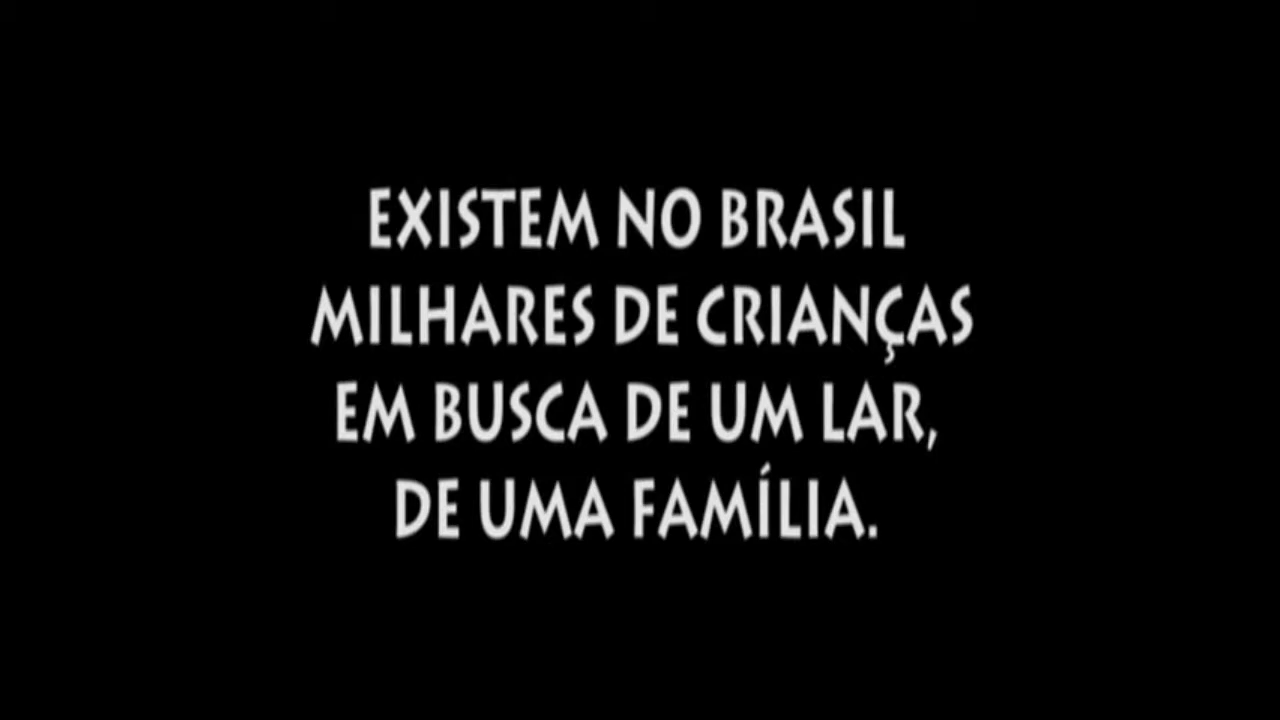 EXISTEM NO BRASIL
MILHARES DE CRIANÇAS
EM BUSCA DE UM LAR,
DE UMA FAMÍLIA.